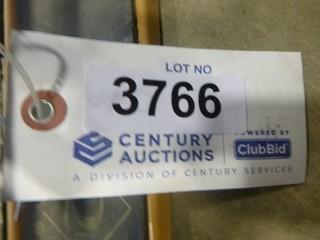 LOT NO
3766
CENTURY AUCTIONS
POWERED BY
ClubBid
A DIVISION OF CENTURY SERVICES